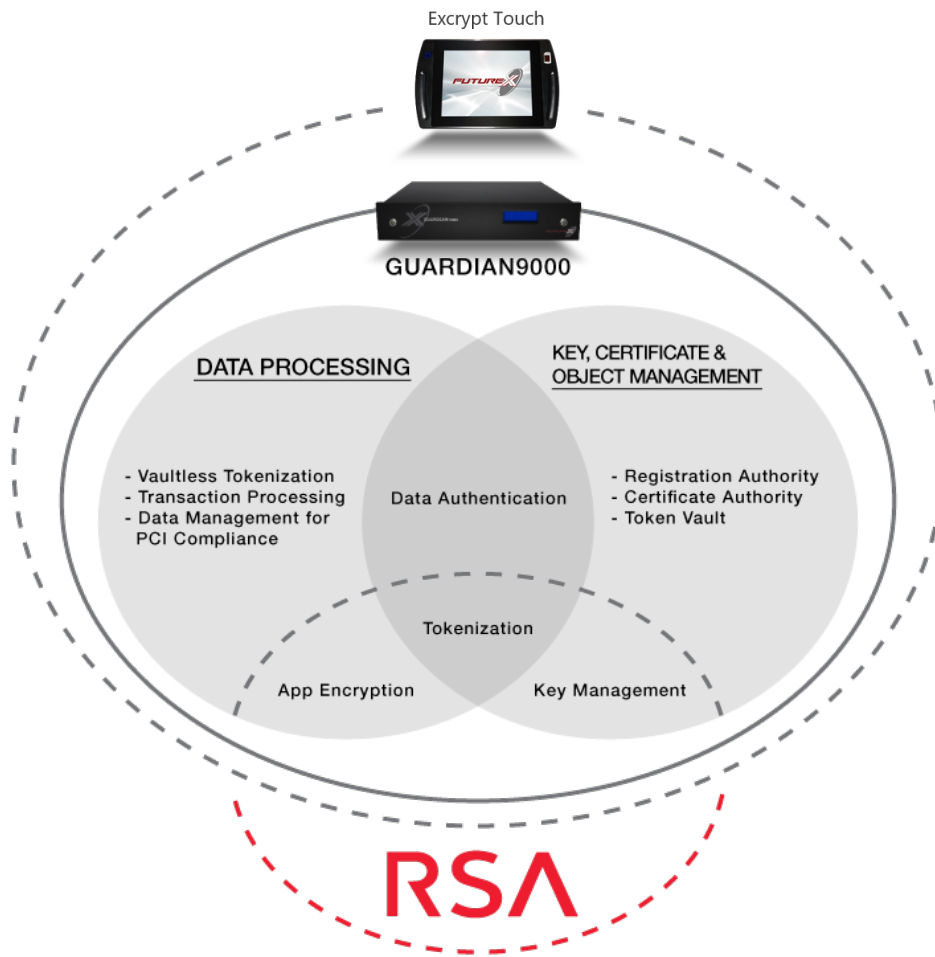 Excrypt Touch
FUTUREX
GUARDIAN9000
DATA PROCESSING
KEY, CERTIFICATE &
OBJECT MANAGEMENT
- Vaultless Tokenization
- Transaction Processing
- Data Management for
PCI Compliance
Data Authentication
- Registration Authority
- Certificate Authority
- Token Vault
Tokenization
App Encryption
Key Management
RSA